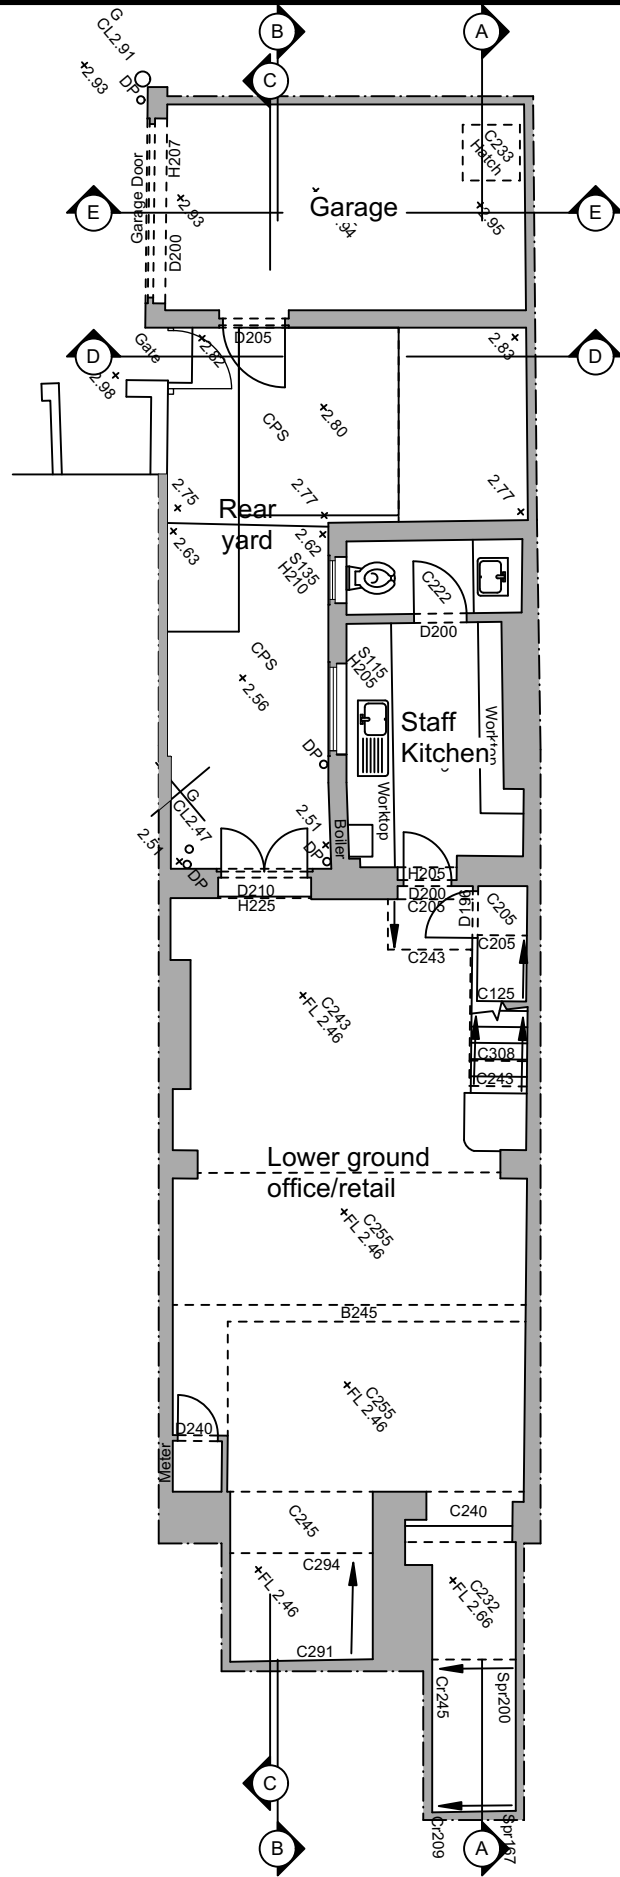 B
A
G
CL2.91
C
2.93
DP
C233
Hatch
H207
Garage Door
D200
2.93
Garage
.94
2.95
E
E
D205
Gate
2.82
2.83
D
D
2.98
CPS
2.80
2.75
2.77
2.77
Rear
yard
2.63
2.62
S135
H210
C222
D200
CPS
S115
H205
2.56
Staff
Kitchen
Worktop
DP
G
CL2.47
Worktop
2.51
Boiler
2.51
DP
DP
H205
D210
D200
H225
C205
D196
C205
C205
C243
C125
C243
FL 2.46
C308
C243
Lower ground
office/retail
C255
FL 2.46
B245
C255
FL 2.46
D240
Meter
C245
C240
C294
FL 2.46
C232
FL 2.66
C291
Cr245
Spr200
C
Cr209
Spr167
B
A